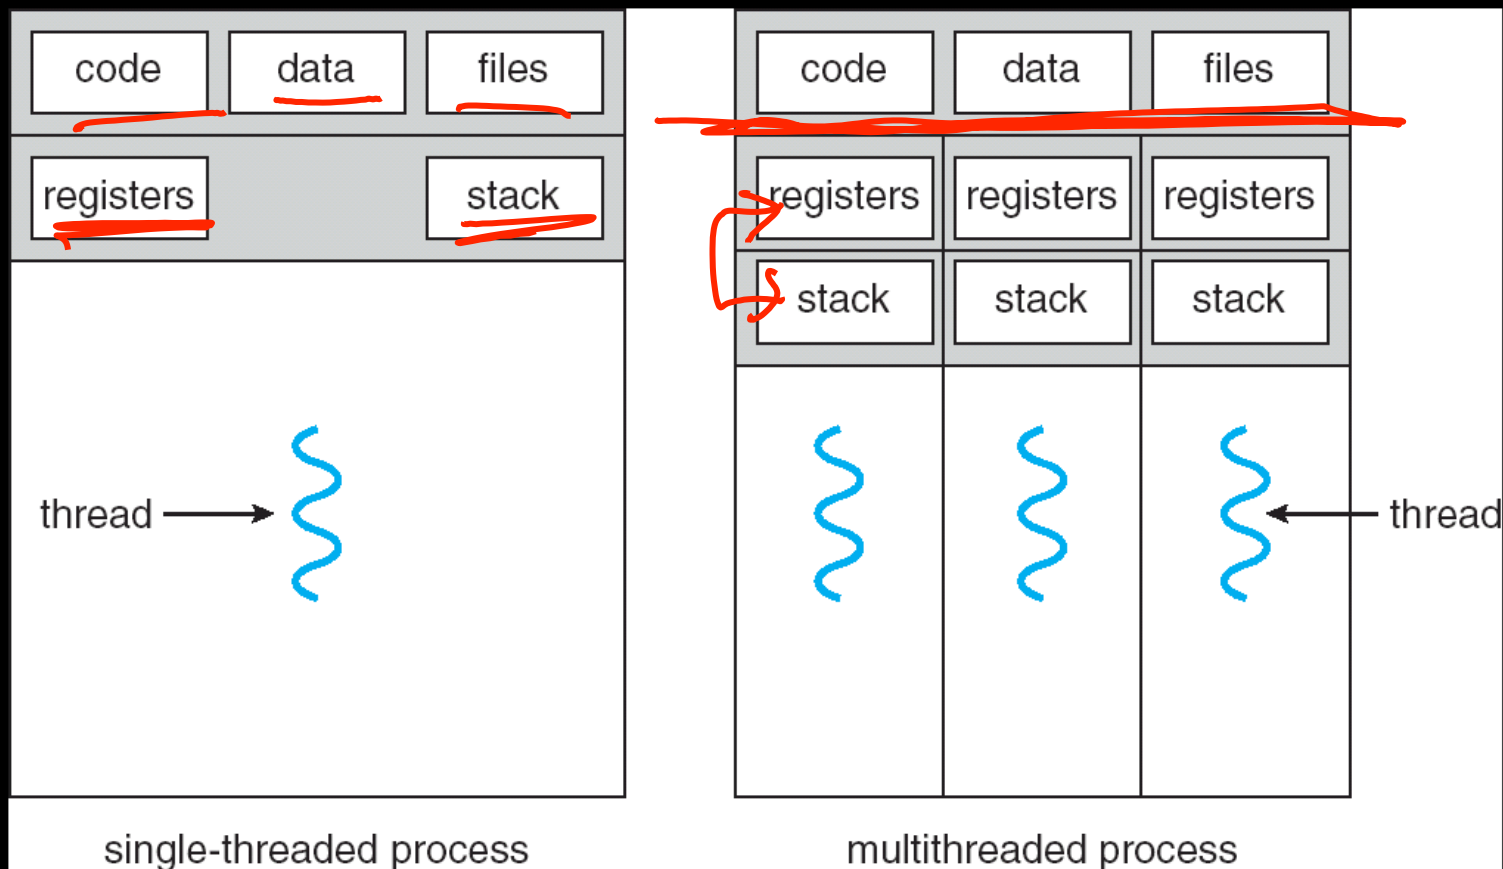 code data files code data files
registers stack registers registers registers
stack stack stack
thread thread
single-threaded process multithreaded process